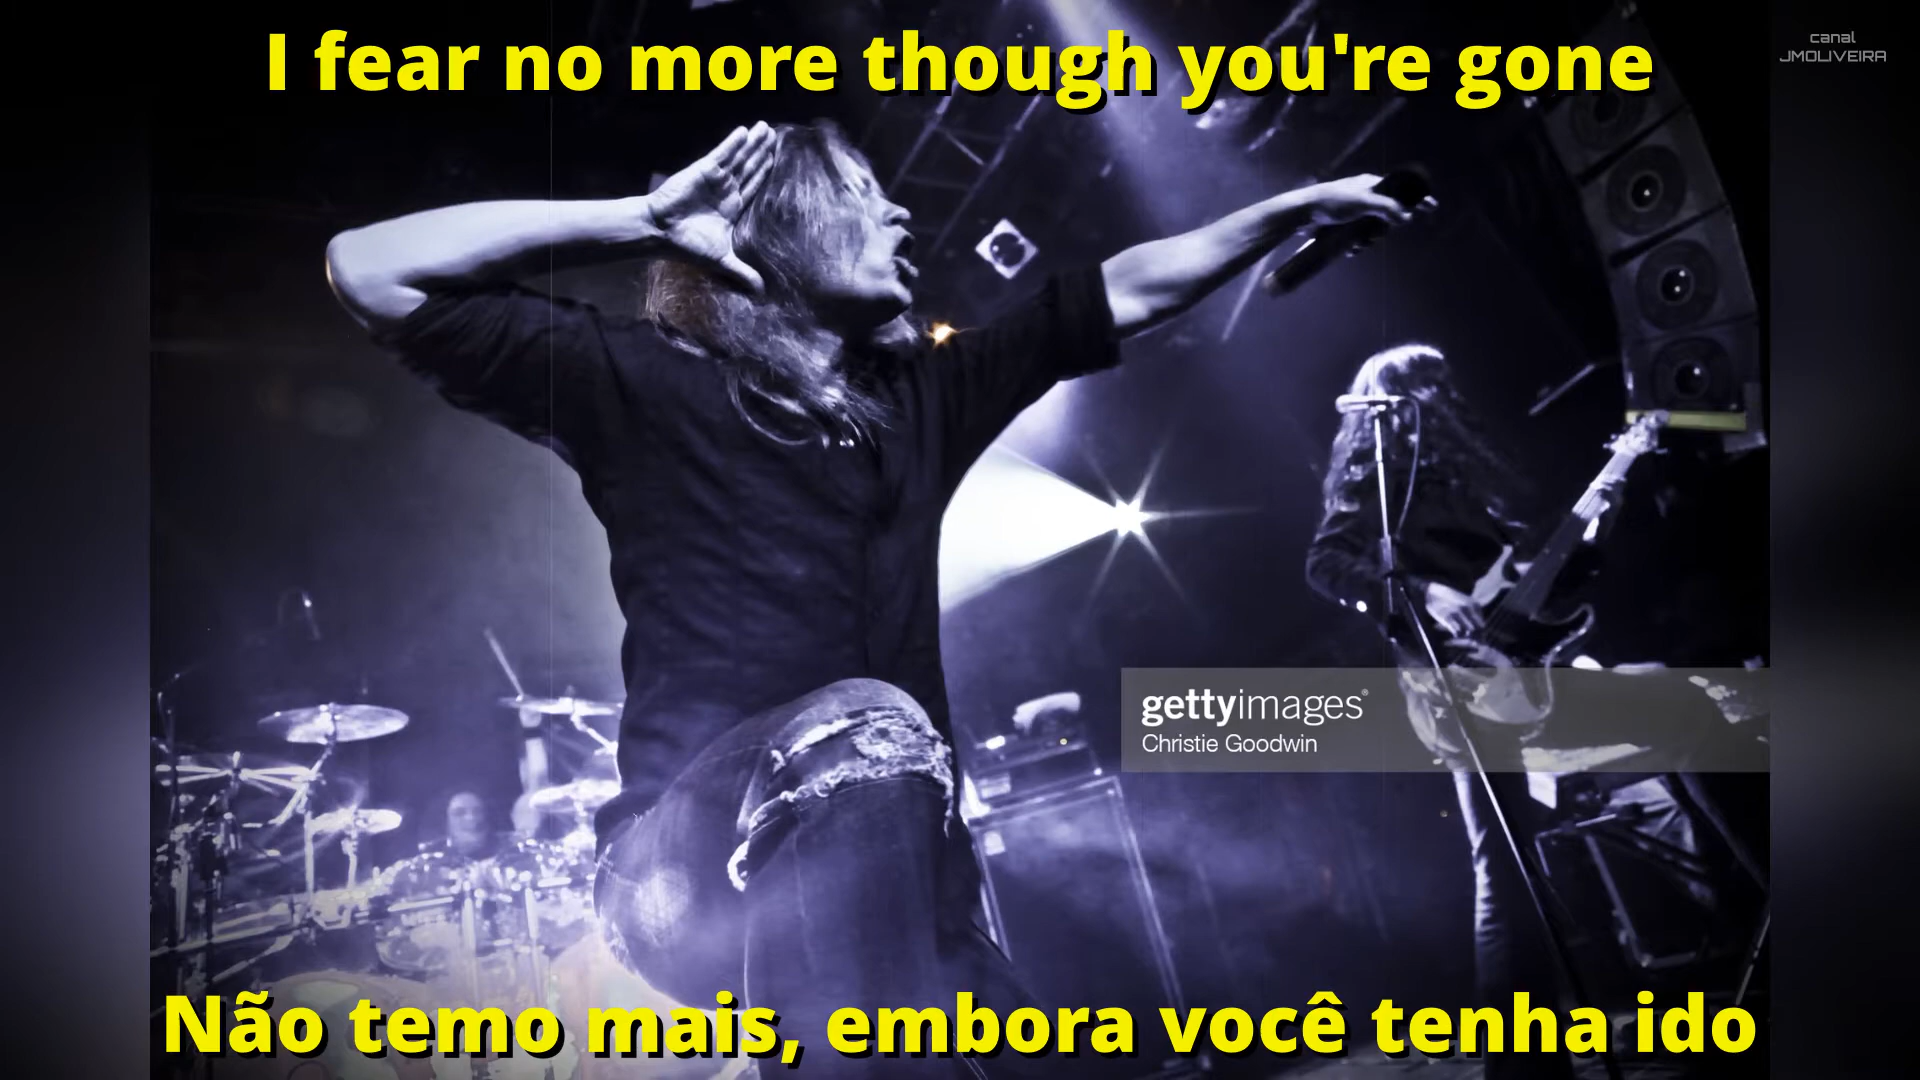 I fear no more though you're gone
canal
JMOLIVEIRA
gettyimages®
Christie Goodwin
Não temo mais, embora você tenha ido